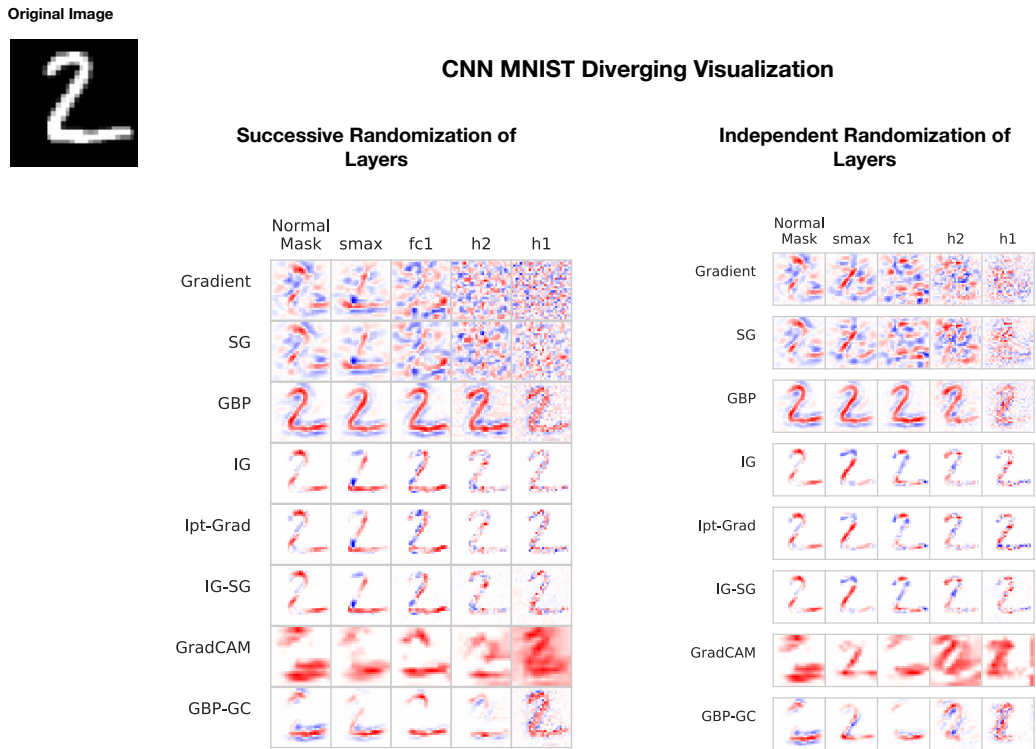 Original Image
CNN MNIST Diverging Visualization
Successive Randomization of
Layers
Normal
Mask smax fc1 h2 h1
Gradient
SG
GBP
IG
Ipt-Grad
IG-SG
GradCAM
GBP-GC
Independent Randomization of
Layers
Normal
Mask smax fc1 h2 h1
Gradient
SG
GBP
IG
Ipt-Grad
IG-SG
GradCAM
GBP-GC